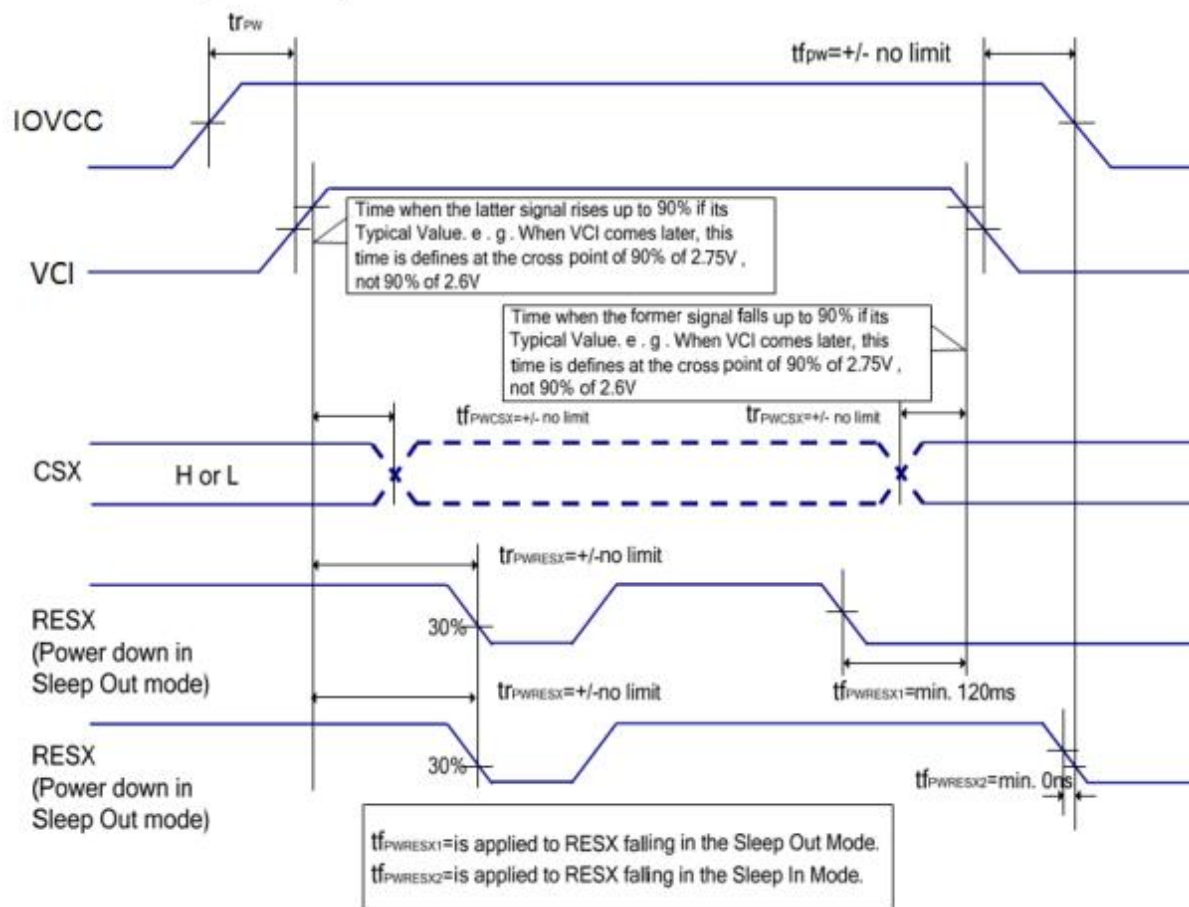 trPW
tfpw=+/- no limit
IOVCC
Time when the latter signal rises up to 90% if its
Typical Value. e . g . When VCI comes later, this
time is defines at the cross point of 90% of 2.75V ,
not 90% of 2.6V
VCI
Time when the former signal falls up to 90% if its
Typical Value. e . g . When VCI comes later, this
time is defines at the cross point of 90% of 2.75V ,
not 90% of 2.6V
tfPWCSX=+/- no limit
trPWCSX=+/- no limit
CSX
H or L
trPWRESX=+/-no limit
RESX
(Power down in
Sleep Out mode)
30%
trPWRESX=+/-no limit
tfPWRESX1=min. 120ms
RESX
(Power down in
Sleep Out mode)
30%
tfPWRESX2=min. 0ns
tfPWRESX1=is applied to RESX falling in the Sleep Out Mode.
tfPWRESX2=is applied to RESX falling in the Sleep In Mode.